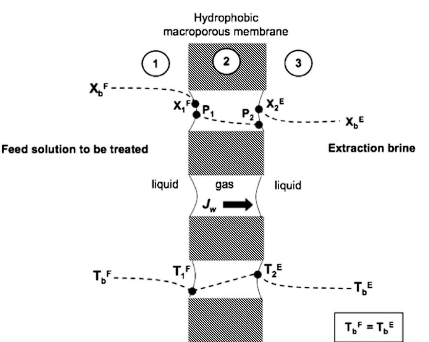 Hydrophobic
macroporous membrane
1 2 3
X_b^F
X_1^F P_1 P_2 X_2^E
X_b^E
Feed solution to be treated Extraction brine
liquid gas liquid
J_w
T_b^F T_1^F T_2^E
T_b^E
T_b^F = T_b^E